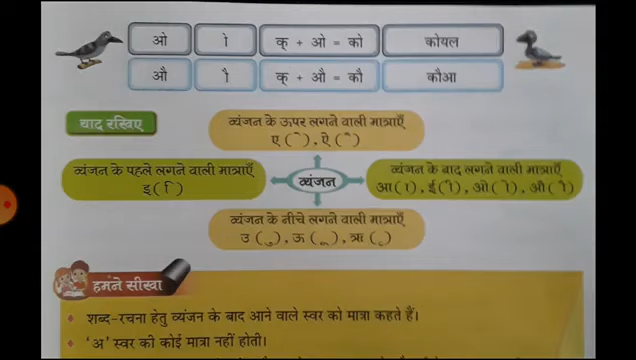 ओ ो क् + ओ = को कोयल
औ ौ क् + औ = कौ कौआ
याद रखिए
व्यंजन के ऊपर लगने वाली मात्राएँ
ए ( े ), ऐ ( ै )
व्यंजन के पहले लगने वाली मात्राएँ
इ ( ि )
व्यंजन
व्यंजन के बाद लगने वाली मात्राएँ
आ ( ा ), ई ( ी ), ओ ( ो ), औ ( ौ )
व्यंजन के नीचे लगने वाली मात्राएँ
उ ( ु ), ऊ ( ू ), ऋ ( ृ )
हमने सीखा
शब्द-रचना हेतु व्यंजन के बाद आने वाले स्वर को मात्रा कहते हैं।
'अ' स्वर की कोई मात्रा नहीं होती।